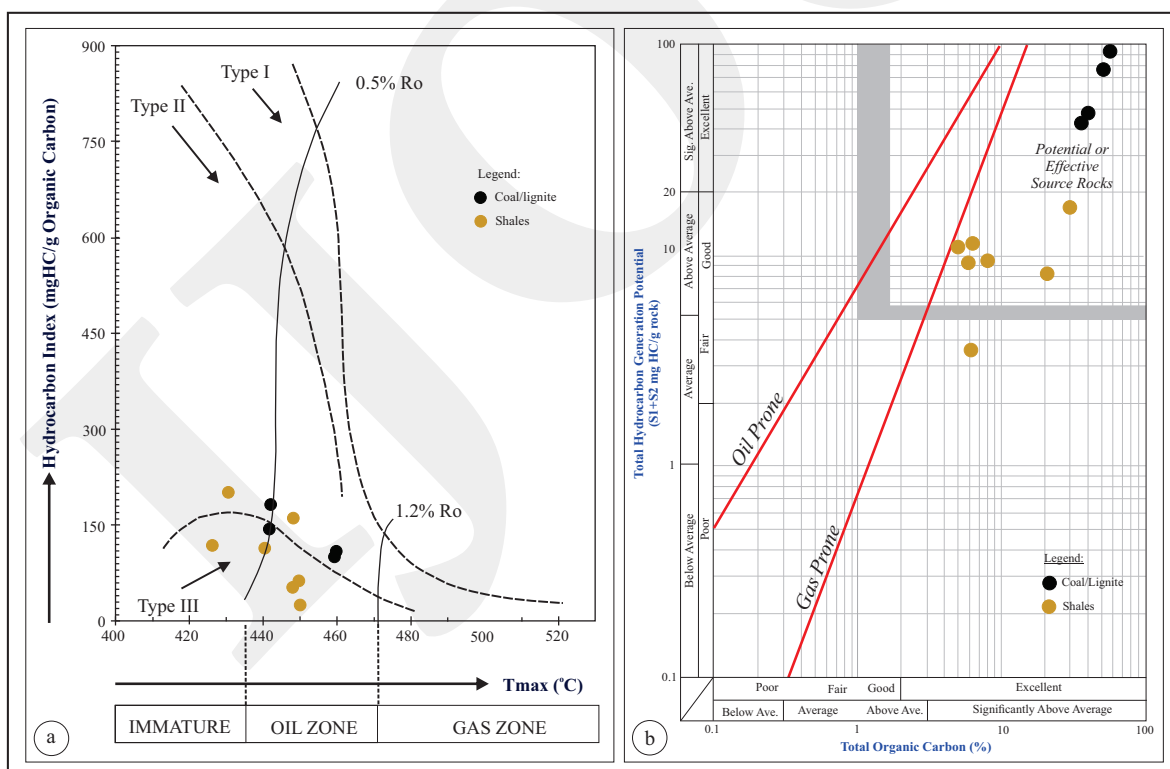 900
750
600
450
300
150
0
400
420
440
460
480
500
520
Hydrocarbon Index (mgHC/g Organic Carbon)
Type I
Type II
0.5% Ro
Legend:
Coal/lignite
Shales
1.2% Ro
Type III
Tmax (°C)
IMMATURE
OIL ZONE
GAS ZONE
a
b
100
20
10
1
0.1
Total Hydrocarbon Generation Potential
(S1+S2 mg HC/g rock)
Sig. Above Ave.
Excellent
Above Average
Good
Average
Fair
Below Average
Poor
Potential or
Effective
Source Rocks
Oil Prone
Gas Prone
Legend:
Coal/Lignite
Shales
Poor
Fair
Good
Excellent
Below Ave.
Average
Above Ave.
Significantly Above Average
0.1
1
10
100
Total Organic Carbon (%)